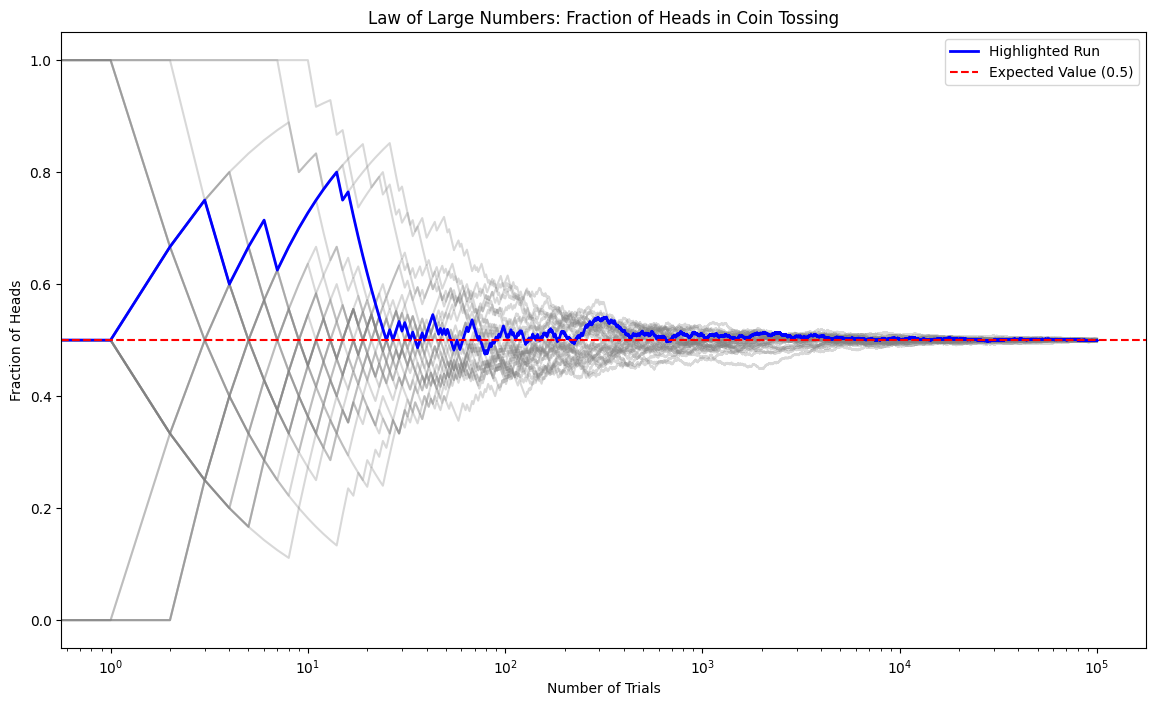 Law of Large Numbers: Fraction of Heads in Coin Tossing
Highlighted Run
Expected Value (0.5)
Fraction of Heads
1.0
0.8
0.6
0.4
0.2
0.0
10⁰ 10¹ 10² 10³ 10⁴ 10⁵
Number of Trials